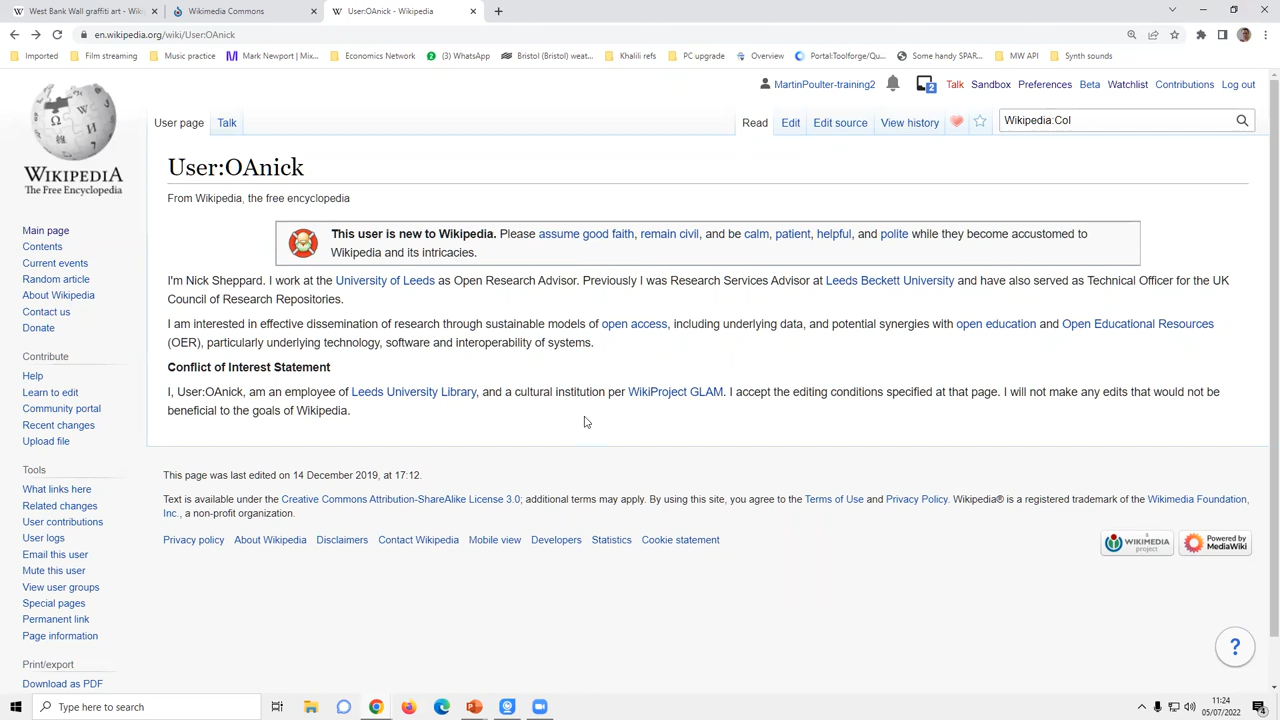 West Bank Wall graffiti art - Wiki
Wikimedia Commons
User:OAnick - Wikipedia
en.wikipedia.org/wiki/User:OAnick
Imported
Film streaming
Music practice
Mark Newport - MIx...
Economics Network
(3) WhatsApp
Bristol (Bristol) weat...
Khalili refs
PC upgrade
Overview
Portal:Toolforge/Qu...
Some handy SPAR...
MW API
Synth sounds
MartinPoulter-training2
2
Talk
Sandbox
Preferences
Beta
Watchlist
Contributions
Log out
User page
Talk
Read
Edit
Edit source
View history
Wikipedia:Col
WIKIPEDIA
The Free Encyclopedia
User:OAnick
From Wikipedia, the free encyclopedia
This user is new to Wikipedia. Please assume good faith, remain civil, and be calm, patient, helpful, and polite while they become accustomed to
Wikipedia and its intricacies.
I'm Nick Sheppard. I work at the University of Leeds as Open Research Advisor. Previously I was Research Services Advisor at Leeds Beckett University and have also served as Technical Officer for the UK
Council of Research Repositories.
I am interested in effective dissemination of research through sustainable models of open access, including underlying data, and potential synergies with open education and Open Educational Resources
(OER), particularly underlying technology, software and interoperability of systems.
Conflict of Interest Statement
I, User:OAnick, am an employee of Leeds University Library, and a cultural institution per WikiProject GLAM. I accept the editing conditions specified at that page. I will not make any edits that would not be
beneficial to the goals of Wikipedia.
Main page
Contents
Current events
Random article
About Wikipedia
Contact us
Donate
Contribute
Help
Learn to edit
Community portal
Recent changes
Upload file
Tools
What links here
Related changes
User contributions
User logs
Email this user
Mute this user
View user groups
Special pages
Permanent link
Page information
Print/export
Download as PDF
This page was last edited on 14 December 2019, at 17:12.
Text is available under the Creative Commons Attribution-ShareAlike License 3.0; additional terms may apply. By using this site, you agree to the Terms of Use and Privacy Policy. Wikipedia® is a registered trademark of the Wikimedia Foundation,
Inc., a non-profit organization.
Privacy policy
About Wikipedia
Disclaimers
Contact Wikipedia
Mobile view
Developers
Statistics
Cookie statement
A WIKIMEDIA
project
Powered by
MediaWiki
?
Type here to search
11:24
05/07/2022
4